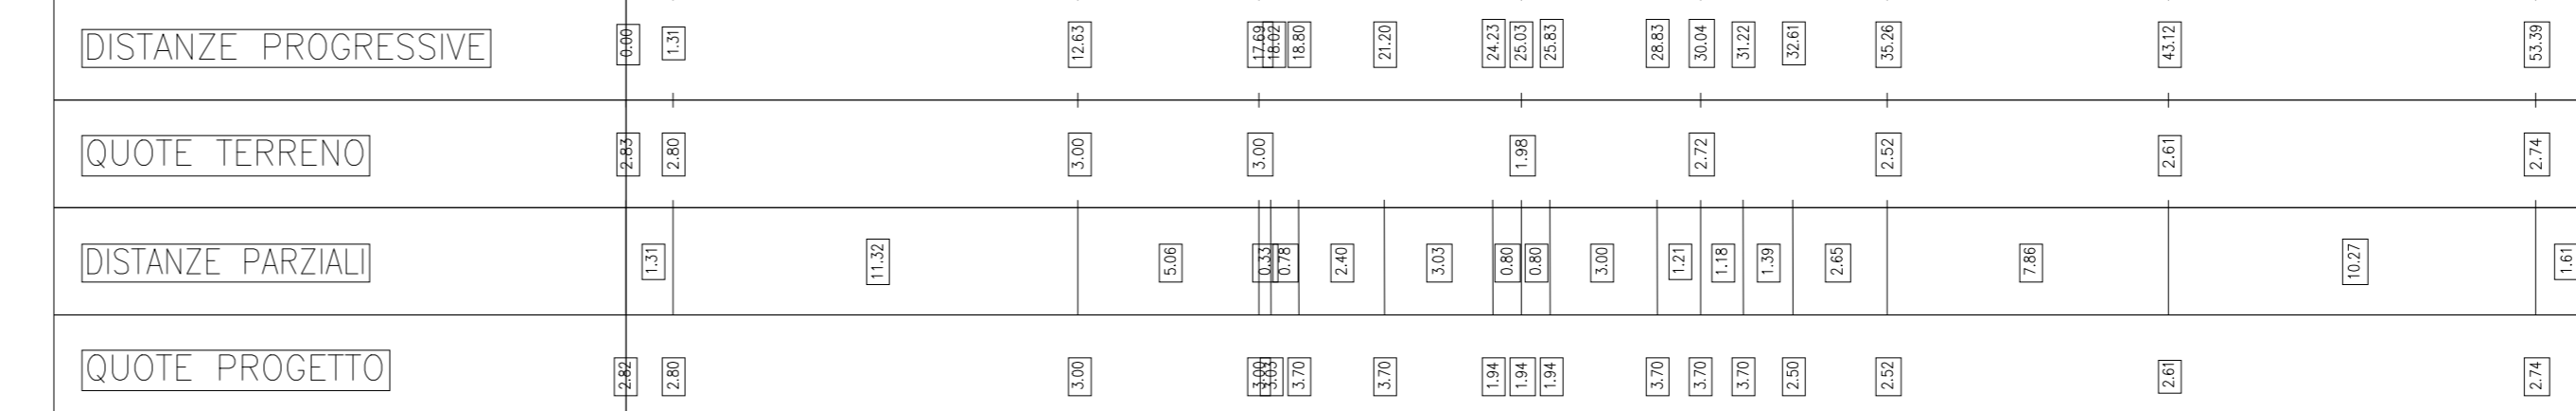 DISTANZE PROGRESSIVE 0.00 1.31 12.63 17.69 18.02 18.80 21.20 24.23 25.03 25.83 28.83 30.04 31.22 32.61 35.26 43.12 53.39
QUOTE TERRENO 2.83 2.80 3.00 3.00 1.98 2.72 2.52 2.61 2.74
DISTANZE PARZIALI 1.31 11.32 5.06 0.33 0.78 2.40 3.03 0.80 0.80 3.00 1.21 1.18 1.39 2.65 7.86 10.27 1.61
QUOTE PROGETTO 2.82 2.80 3.00 3.00 3.03 3.70 3.70 1.94 1.94 1.94 3.70 3.70 3.70 2.50 2.52 2.61 2.74